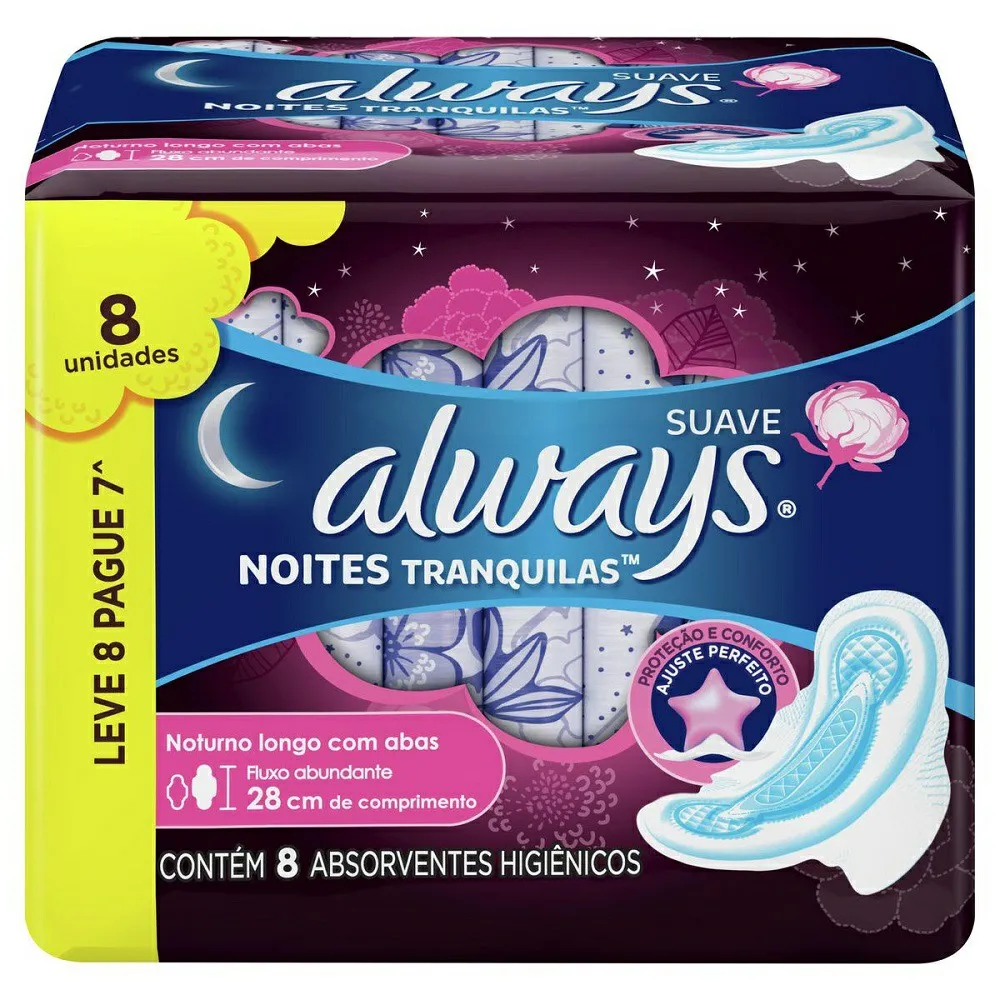 SUAVE
always®
NOITES TRANQUILAS™
Noturno longo com abas
Fluxo abundante
28 cm de comprimento
8
unidades
LEVE 8 PAGUE 7^
SUAVE
always®
NOITES TRANQUILAS™
PROTEÇÃO E CONFORTO
AJUSTE PERFEITO
Noturno longo com abas
Fluxo abundante
28 cm de comprimento
CONTÉM 8 ABSORVENTES HIGIÊNICOS